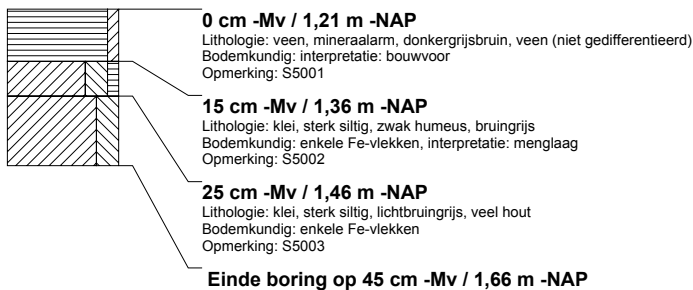 0 cm -Mv / 1,21 m -NAP
Lithologie: veen, mineraalarm, donkergrijsbruin, veen (niet gedifferentieerd)
Bodemkundig: interpretatie: bouwvoor
Opmerking: S5001
15 cm -Mv / 1,36 m -NAP
Lithologie: klei, sterk siltig, zwak humeus, bruingrijs
Bodemkundig: enkele Fe-vlekken, interpretatie: menglaag
Opmerking: S5002
25 cm -Mv / 1,46 m -NAP
Lithologie: klei, sterk siltig, lichtbruingrijs, veel hout
Bodemkundig: enkele Fe-vlekken
Opmerking: S5003
Einde boring op 45 cm -Mv / 1,66 m -NAP